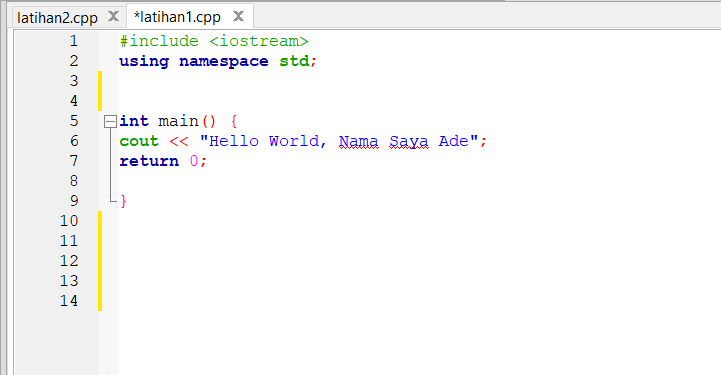 latihan2.cpp X *latihan1.cpp X
1 #include <iostream>
2 using namespace std;
3
4
5 int main() {
6 cout << "Hello World, Nama Saya Ade";
7 return 0;
8
9 }
10
11
12
13
14